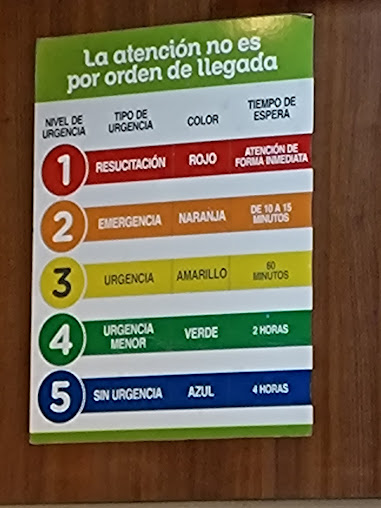 La atención no es
por orden de llegada
NIVEL DE URGENCIA TIPO DE URGENCIA COLOR TIEMPO DE ESPERA
1 RESUCITACIÓN ROJO ATENCIÓN DE FORMA INMEDIATA
2 EMERGENCIA NARANJA DE 10 A 15 MINUTOS
3 URGENCIA AMARILLO 60 MINUTOS
4 URGENCIA MENOR VERDE 2 HORAS
5 SIN URGENCIA AZUL 4 HORAS